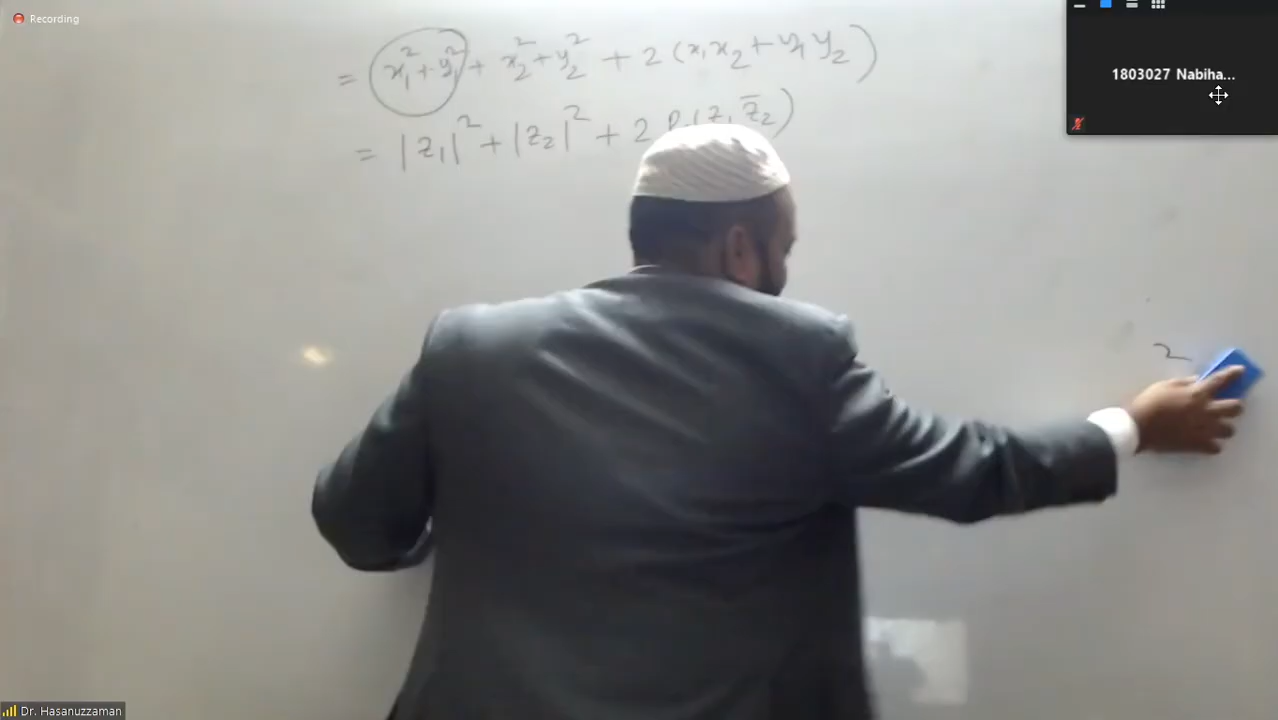 Recording
1803027 Nabiha...
= (x₁² + y₁²) + x₂² + y₂² + 2 (x₁x₂ + y₁y₂)
= |z₁|² + |z₂|² + 2 R (z₁ z̅₂)
2
Dr. Hasanuzzaman